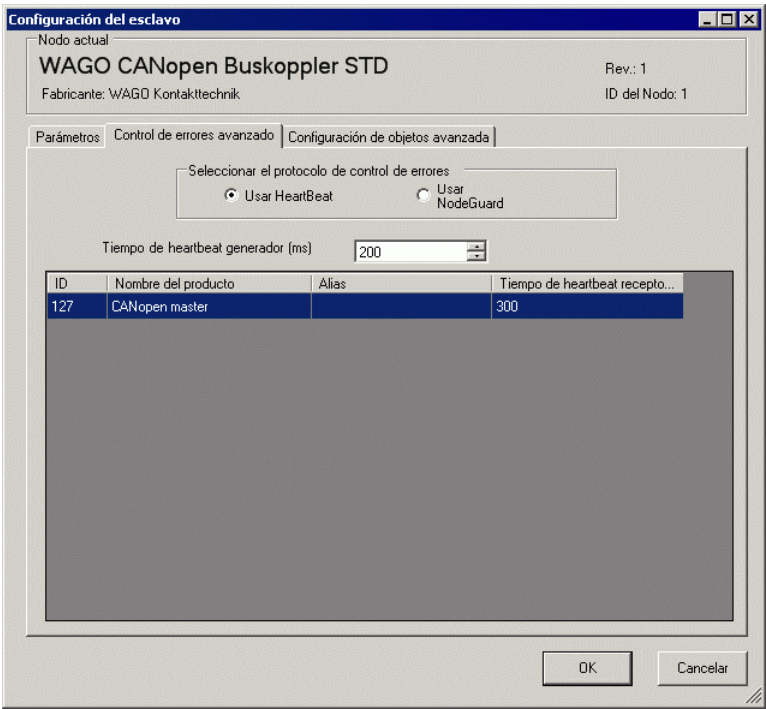 Configuración del esclavo
Nodo actual
WAGO CANopen Buskoppler STD
Rev.: 1
Fabricante: WAGO Kontakttechnik
ID del Nodo: 1
Parámetros
Control de errores avanzado
Configuración de objetos avanzada
Seleccionar el protocolo de control de errores
Usar HeartBeat
Usar
NodeGuard
Tiempo de heartbeat generador (ms)
200
ID Nombre del producto Alias Tiempo de heartbeat recepto...
127 CANopen master 300
OK
Cancelar